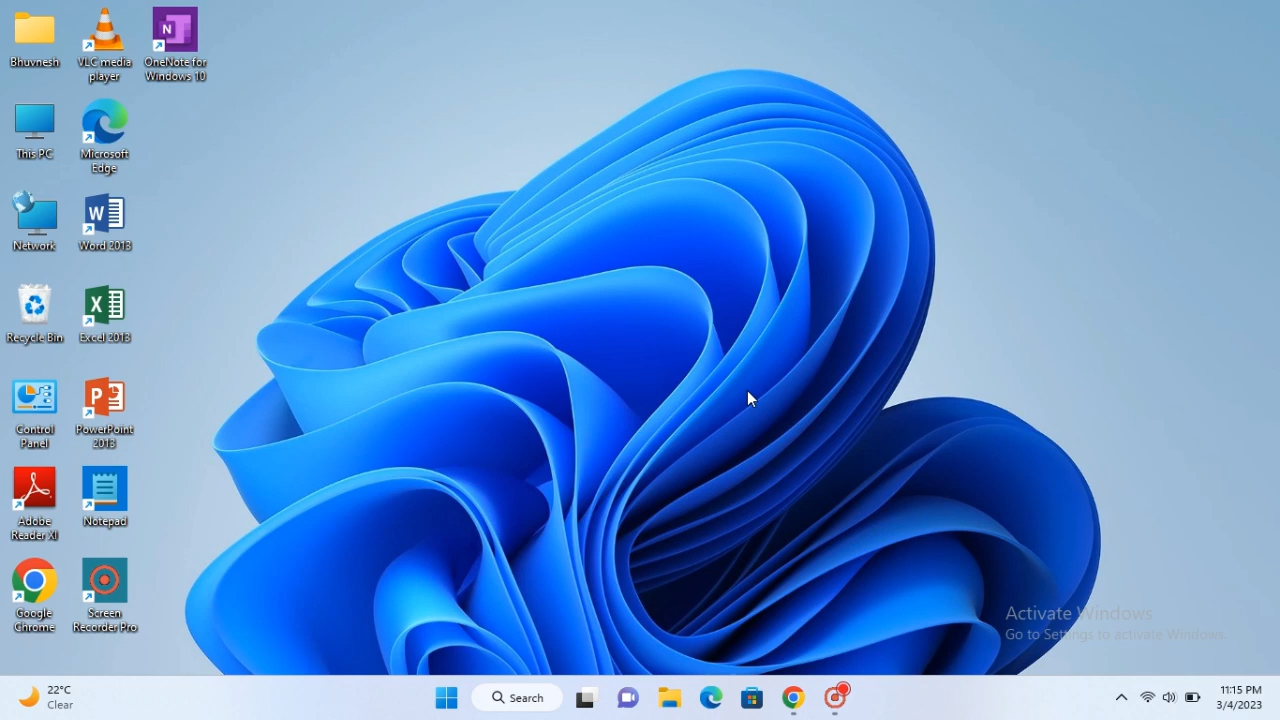 Bhuvnesh
VLC media
player
OneNote for
Windows 10
This PC
Microsoft
Edge
Network
Word 2013
Recycle Bin
Excel 2013
Control
Panel
PowerPoint
2013
Adobe
Reader XI
Notepad
Google
Chrome
Screen
Recorder Pro
Activate Windows
Go to Settings to activate Windows.
22°C
Clear
Search
11:15 PM
3/4/2023